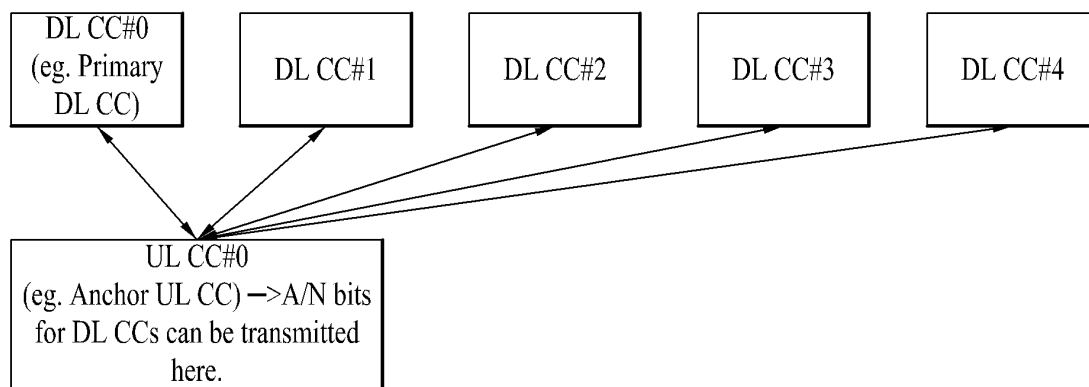 DL CC#0
(eg. Primary
DL CC)
DL CC#1
DL CC#2
DL CC#3
DL CC#4
UL CC#0
(eg. Anchor UL CC) —>A/N bits
for DL CCs can be transmitted
here.